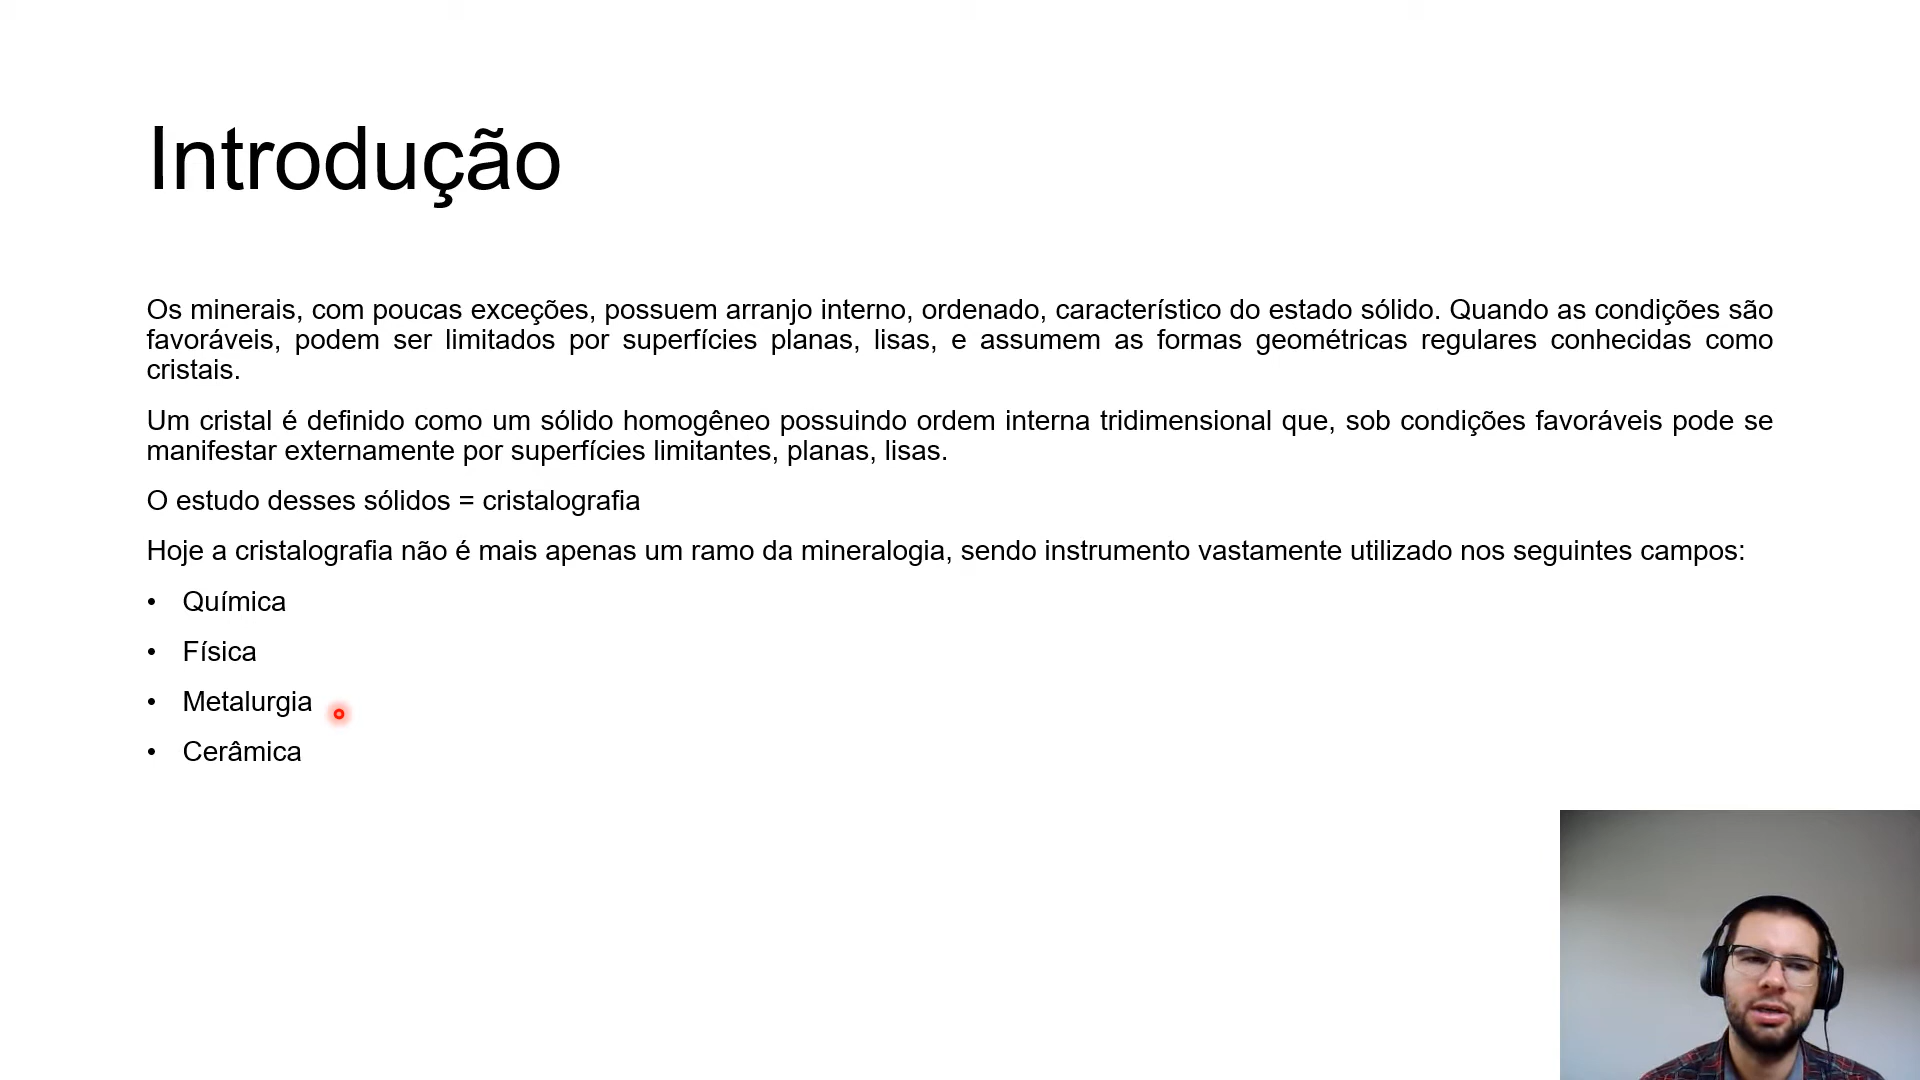 Introdução
Os minerais, com poucas exceções, possuem arranjo interno, ordenado, característico do estado sólido. Quando as condições são
favoráveis, podem ser limitados por superfícies planas, lisas, e assumem as formas geométricas regulares conhecidas como
cristais.
Um cristal é definido como um sólido homogêneo possuindo ordem interna tridimensional que, sob condições favoráveis pode se
manifestar externamente por superfícies limitantes, planas, lisas.
O estudo desses sólidos = cristalografia
Hoje a cristalografia não é mais apenas um ramo da mineralogia, sendo instrumento vastamente utilizado nos seguintes campos:
• Química
• Física
• Metalurgia
• Cerâmica